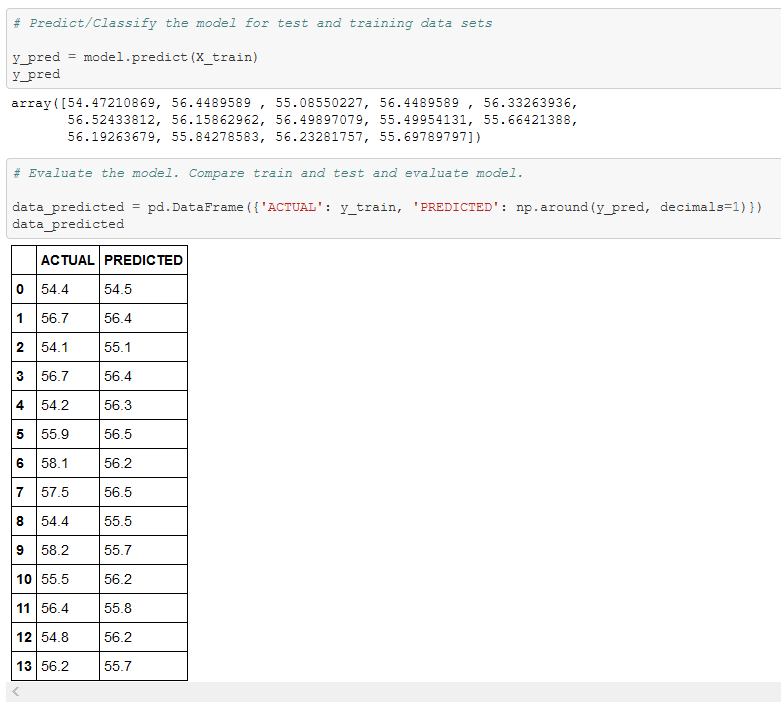 # Predict/Classify the model for test and training data sets
y_pred = model.predict(X_train)
y_pred
array([54.47210869, 56.4489589 , 55.08550227, 56.4489589 , 56.33263936,
56.52433812, 56.15862962, 56.49897079, 55.49954131, 55.66421388,
56.19263679, 55.84278583, 56.23281757, 55.69789797])
# Evaluate the model. Compare train and test and evaluate model.
data_predicted = pd.DataFrame({'ACTUAL': y_train, 'PREDICTED': np.around(y_pred, decimals=1)})
data_predicted
ACTUAL PREDICTED
0 54.4 54.5
1 56.7 56.4
2 54.1 55.1
3 56.7 56.4
4 54.2 56.3
5 55.9 56.5
6 58.1 56.2
7 57.5 56.5
8 54.4 55.5
9 58.2 55.7
10 55.5 56.2
11 56.4 55.8
12 54.8 56.2
13 56.2 55.7